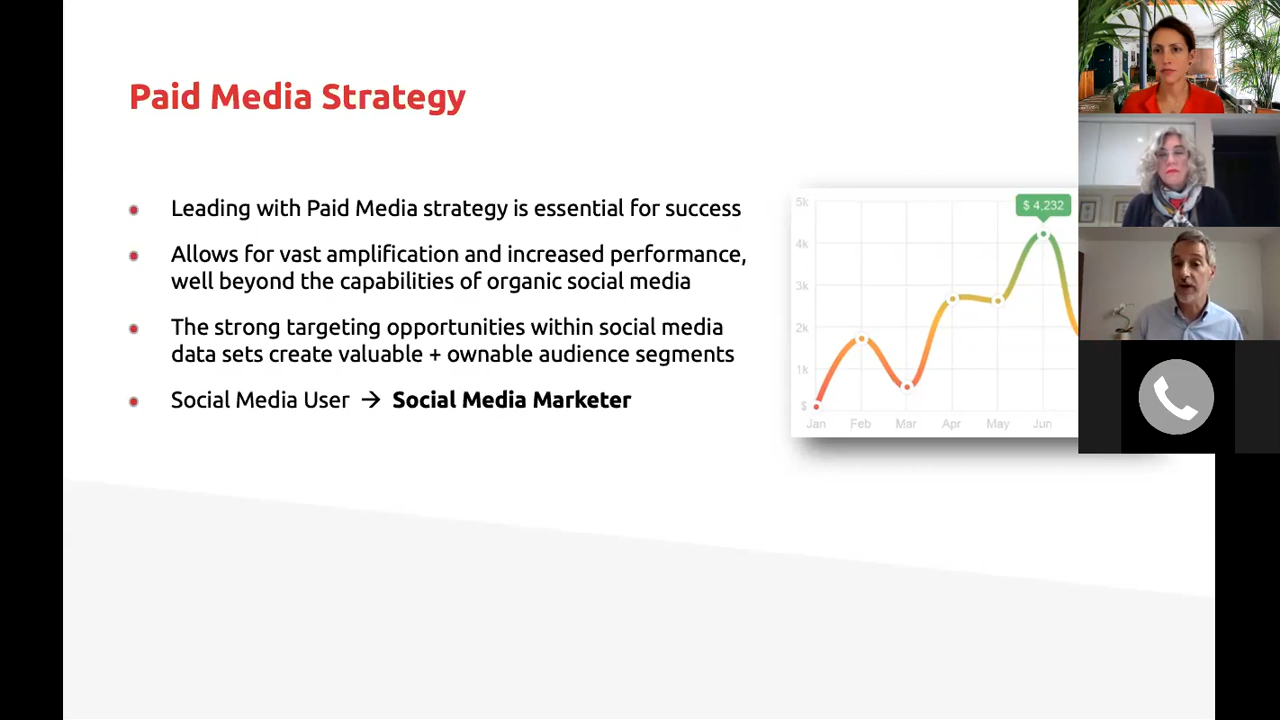 Paid Media Strategy
Leading with Paid Media strategy is essential for success
Allows for vast amplification and increased performance,
well beyond the capabilities of organic social media
The strong targeting opportunities within social media
data sets create valuable + ownable audience segments
Social Media User → Social Media Marketer
$ 4,232
5k
4k
3k
2k
1k
$
Jan Feb Mar Apr May Jun